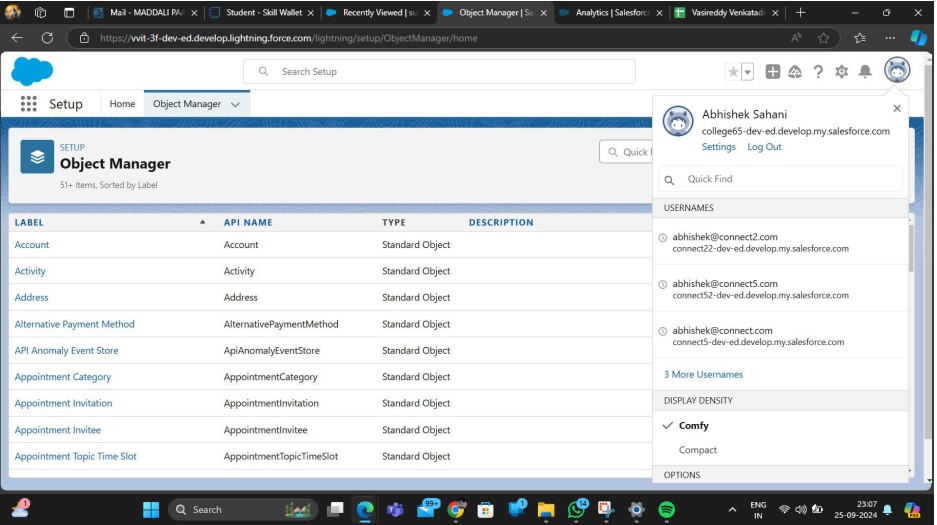 Mail - MADDALI PA
Student - Skill Wallet
Recently Viewed | su
Object Manager | Sa
Analytics | Salesforc
Vasireddy Venkatad
https://vvit-3f-dev-ed.develop.lightning.force.com/lightning/setup/ObjectManager/home
Search Setup
Setup
Home
Object Manager
SETUP
Object Manager
51+ Items, Sorted by Label
Quick
LABEL API NAME TYPE DESCRIPTION
Account Account Standard Object
Activity Activity Standard Object
Address Address Standard Object
Alternative Payment Method AlternativePaymentMethod Standard Object
API Anomaly Event Store ApiAnomalyEventStore Standard Object
Appointment Category AppointmentCategory Standard Object
Appointment Invitation AppointmentInvitation Standard Object
Appointment Invitee AppointmentInvitee Standard Object
Appointment Topic Time Slot AppointmentTopicTimeSlot Standard Object
Abhishek Sahani
college65-dev-ed.develop.my.salesforce.com
Settings Log Out
Quick Find
USERNAMES
abhishek@connect2.com
connect22-dev-ed.develop.my.salesforce.com
abhishek@connect5.com
connect52-dev-ed.develop.my.salesforce.com
abhishek@connect.com
connect5-dev-ed.develop.my.salesforce.com
3 More Usernames
DISPLAY DENSITY
Comfy
Compact
OPTIONS
1
Search
99+
1
14
ENG
IN
23:07
25-09-2024